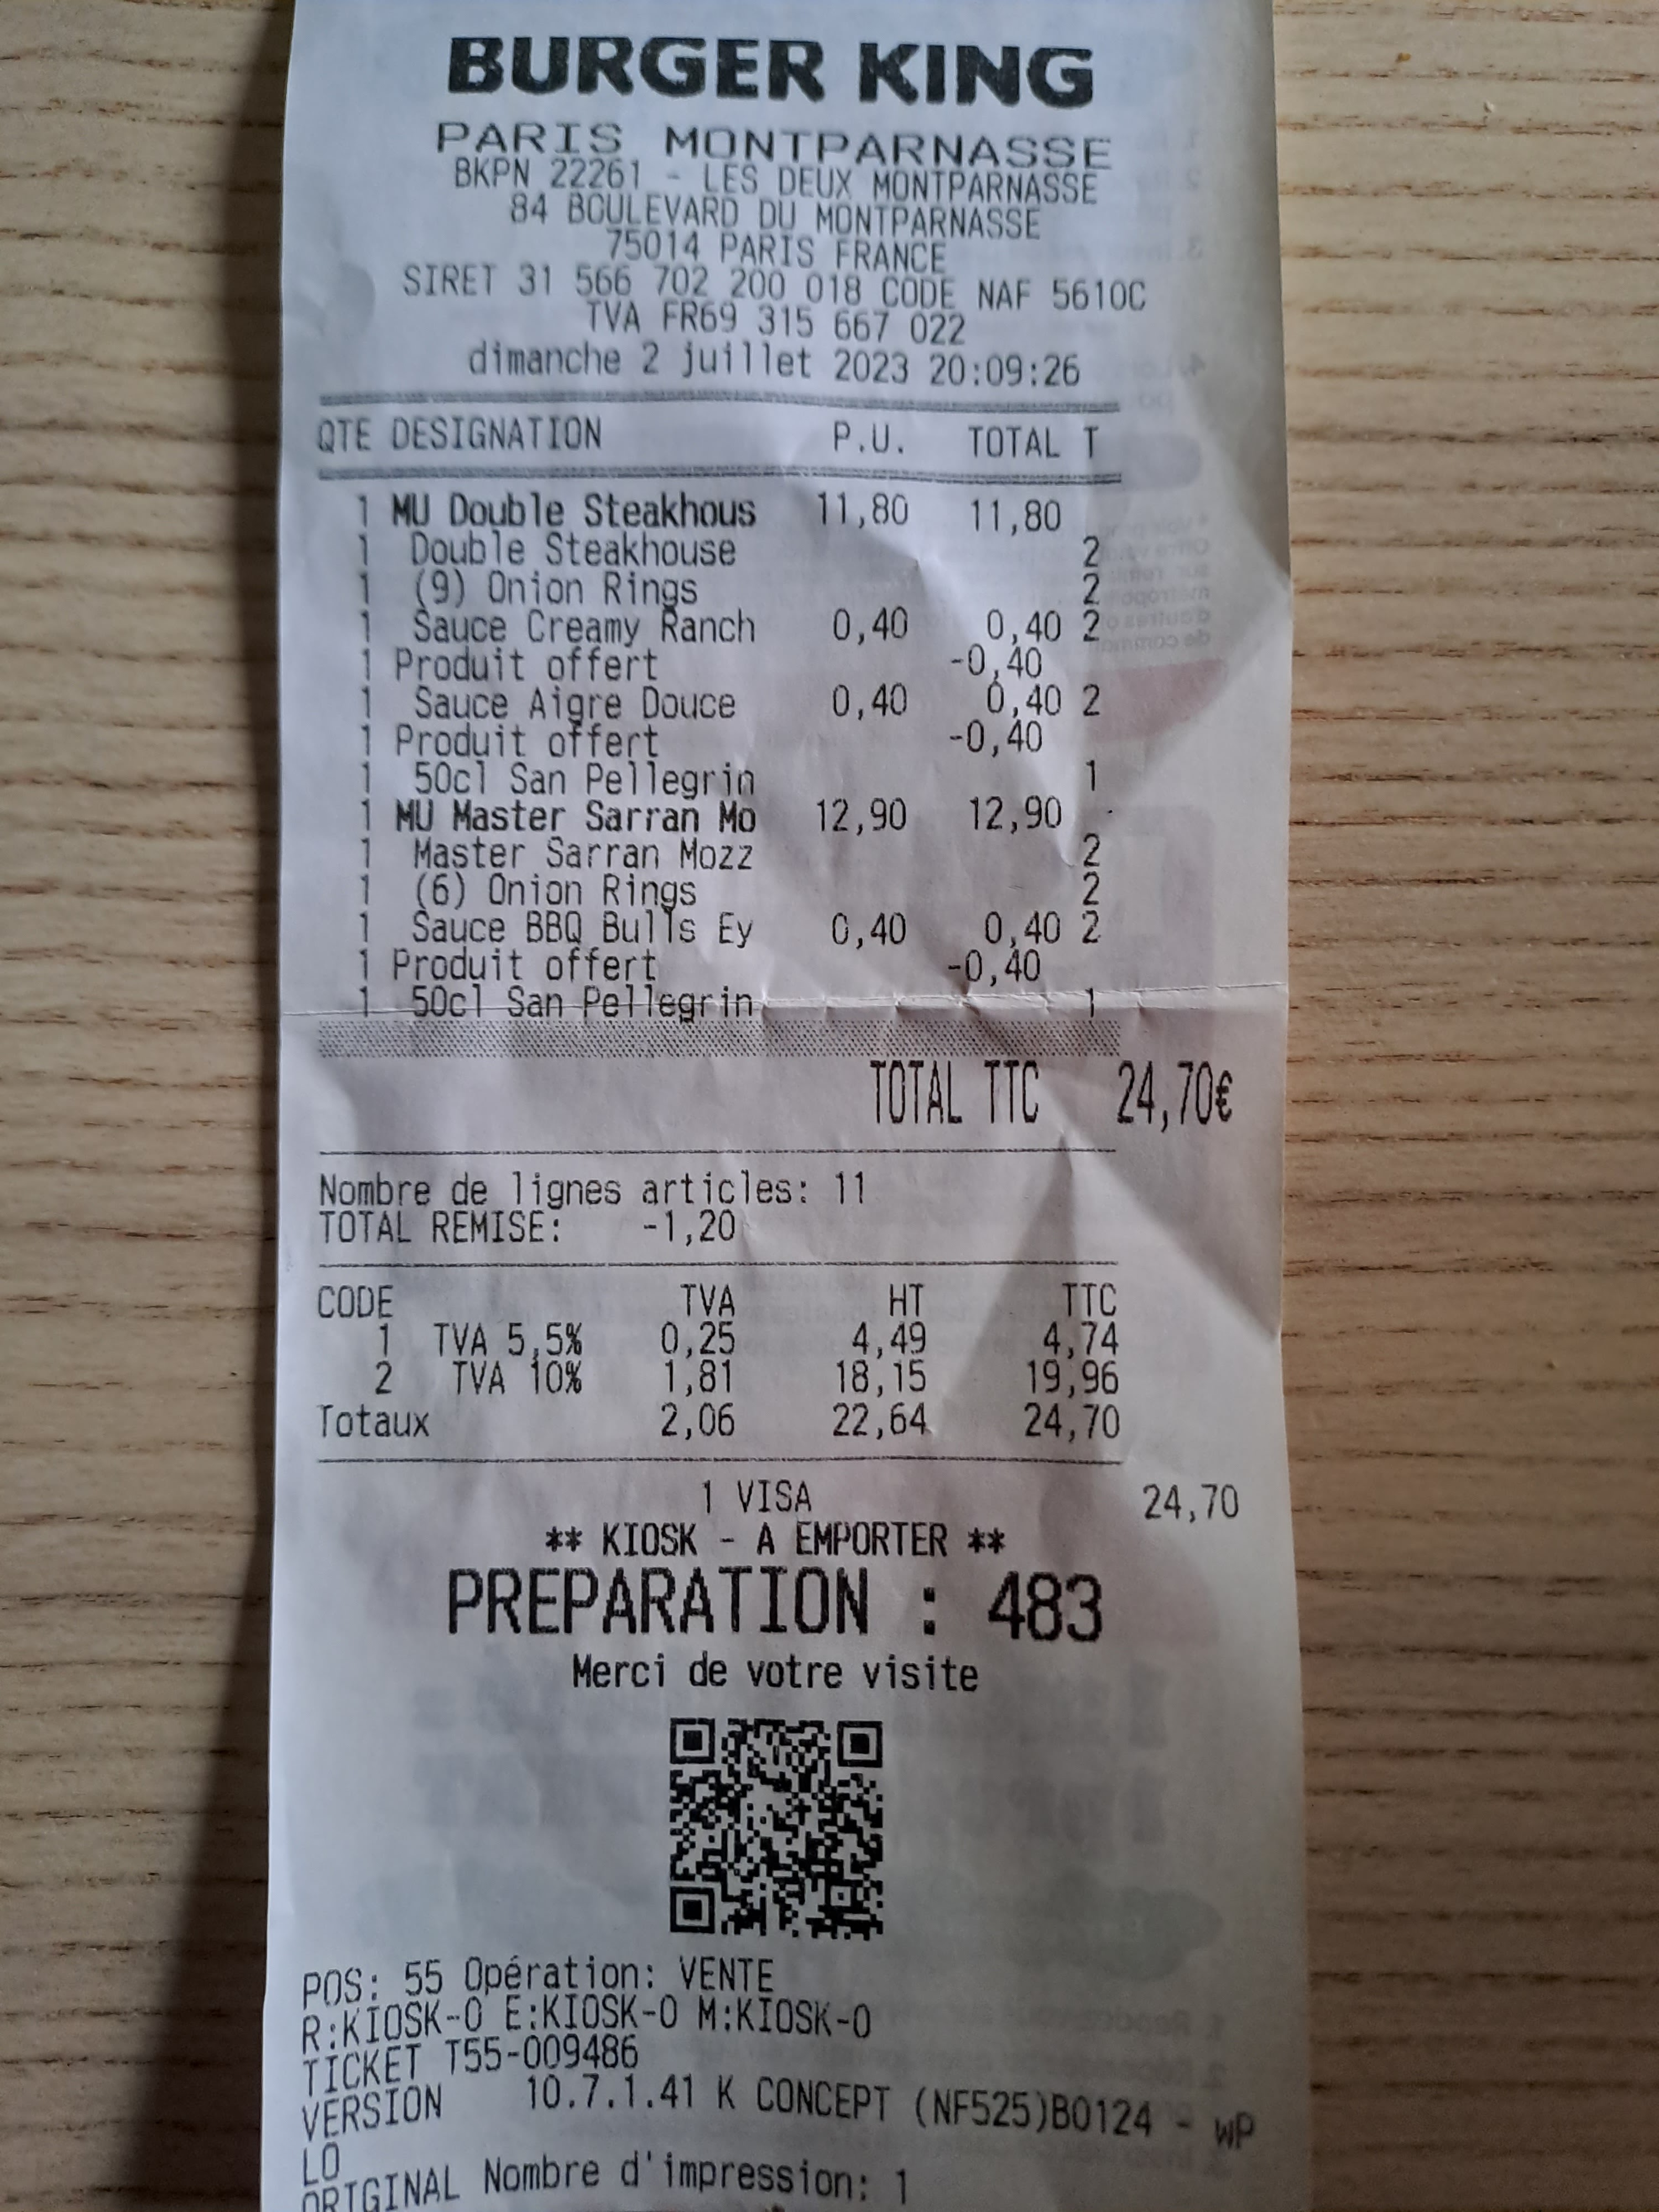 BURGER KING
PARIS MONTPARNASSE
BKPN 22261 - LES DEUX MONTPARNASSE
84 BOULEVARD DU MONTPARNASSE
75014 PARIS FRANCE
SIRET 31 566 702 200 018 CODE NAF 5610C
TVA FR69 315 667 022
dimanche 2 juillet 2023 20:09:26
QTE DESIGNATION P.U. TOTAL T
1 MU Double Steakhous 11,80 11,80
1 Double Steakhouse 2
1 (9) Onion Rings 2
1 Sauce Creamy Ranch 0,40 0,40 2
1 Produit offert -0,40
1 Sauce Aigre Douce 0,40 0,40 2
1 Produit offert -0,40
1 50cl San Pellegrin 1
1 MU Master Sarran Mo 12,90 12,90
1 Master Sarran Mozz 2
1 (6) Onion Rings 2
1 Sauce BBQ Bulls Ey 0,40 0,40 2
1 Produit offert -0,40
1 50cl San Pellegrin 1
TOTAL TTC 24,70€
Nombre de lignes articles: 11
TOTAL REMISE: -1,20
CODE TVA HT TTC
1 TVA 5,5% 0,25 4,49 4,74
2 TVA 10% 1,81 18,15 19,96
Totaux 2,06 22,64 24,70
1 VISA 24,70
** KIOSK - A EMPORTER **
PREPARATION : 483
Merci de votre visite
POS: 55 Opération: VENTE
R:KIOSK-0 E:KIOSK-0 M:KIOSK-0
TICKET T55-009486
VERSION 10.7.1.41 K CONCEPT (NF525)B0124 - WP
LO
ORIGINAL Nombre d'impression: 1